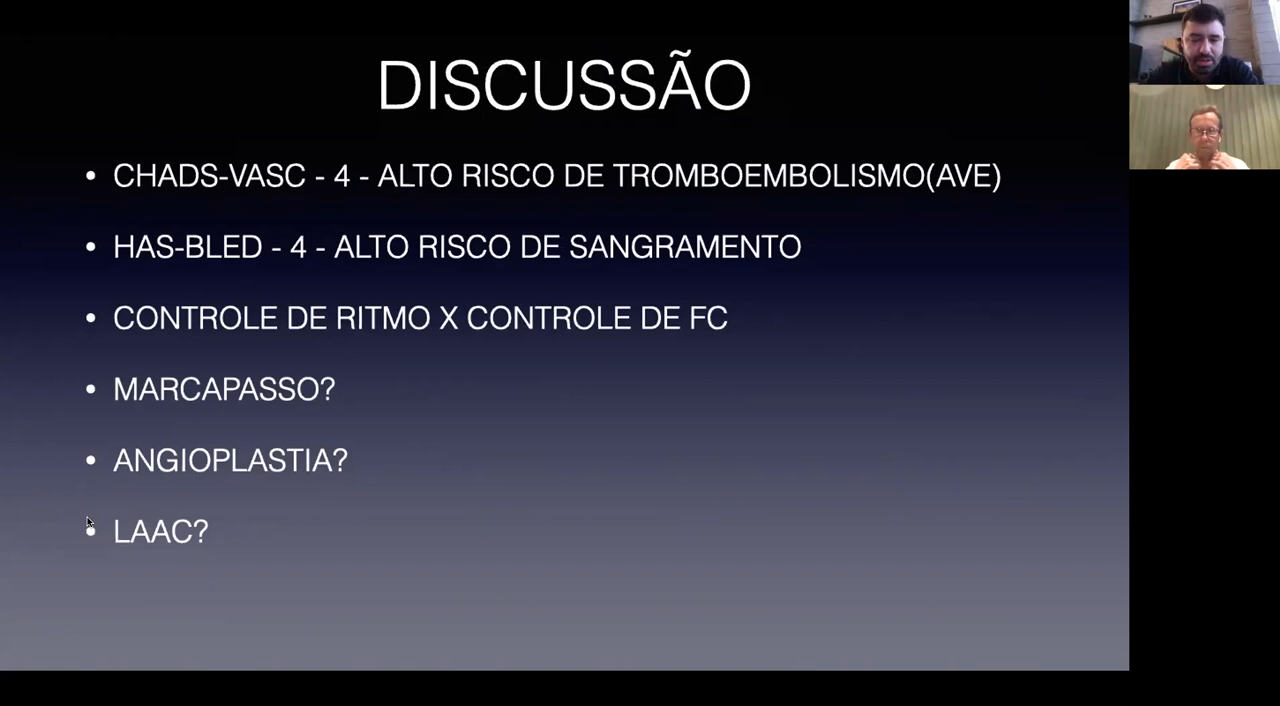 DISCUSSÃO
• CHADS-VASC - 4 - ALTO RISCO DE TROMBOEMBOLISMO(AVE)
• HAS-BLED - 4 - ALTO RISCO DE SANGRAMENTO
• CONTROLE DE RITMO X CONTROLE DE FC
• MARCAPASSO?
• ANGIOPLASTIA?
• LAAC?